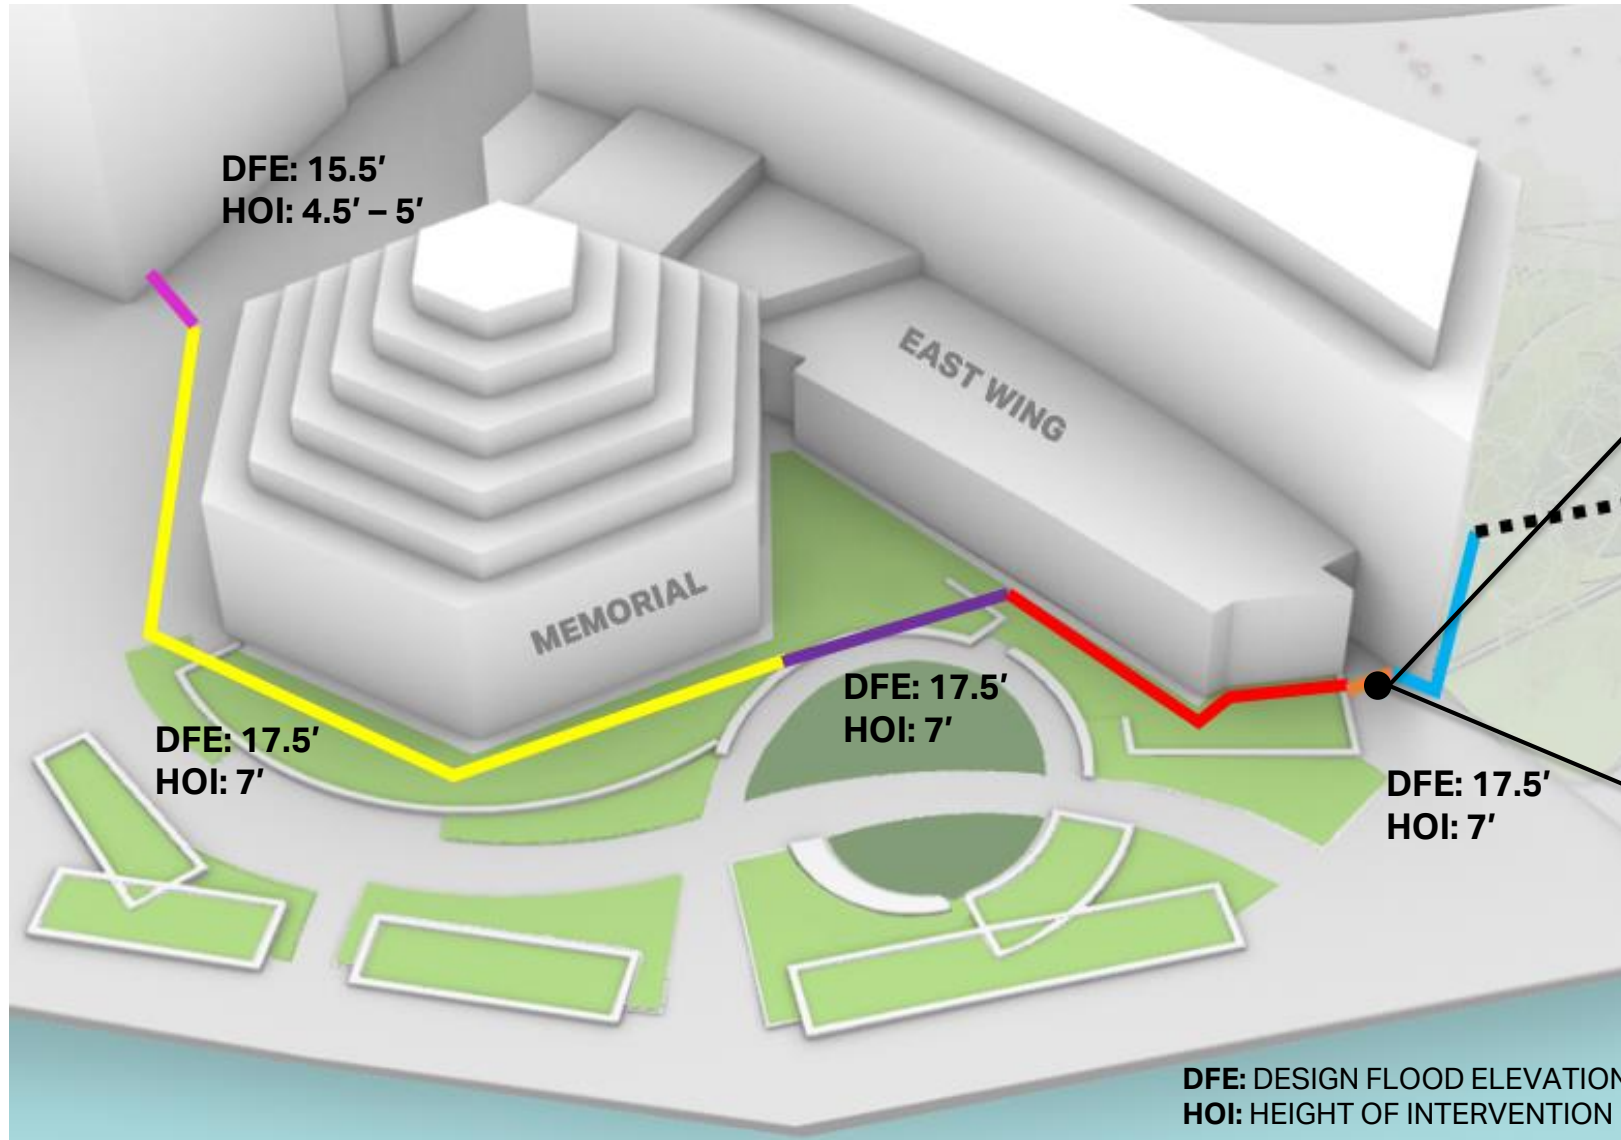 DFE: 15.5′
HOI: 4.5′ – 5′
EAST WING
MEMORIAL
DFE: 17.5′
HOI: 7′
DFE: 17.5′
HOI: 7′
DFE: 17.5′
HOI: 7′
DFE: DESIGN FLOOD ELEVATION
HOI: HEIGHT OF INTERVENTION